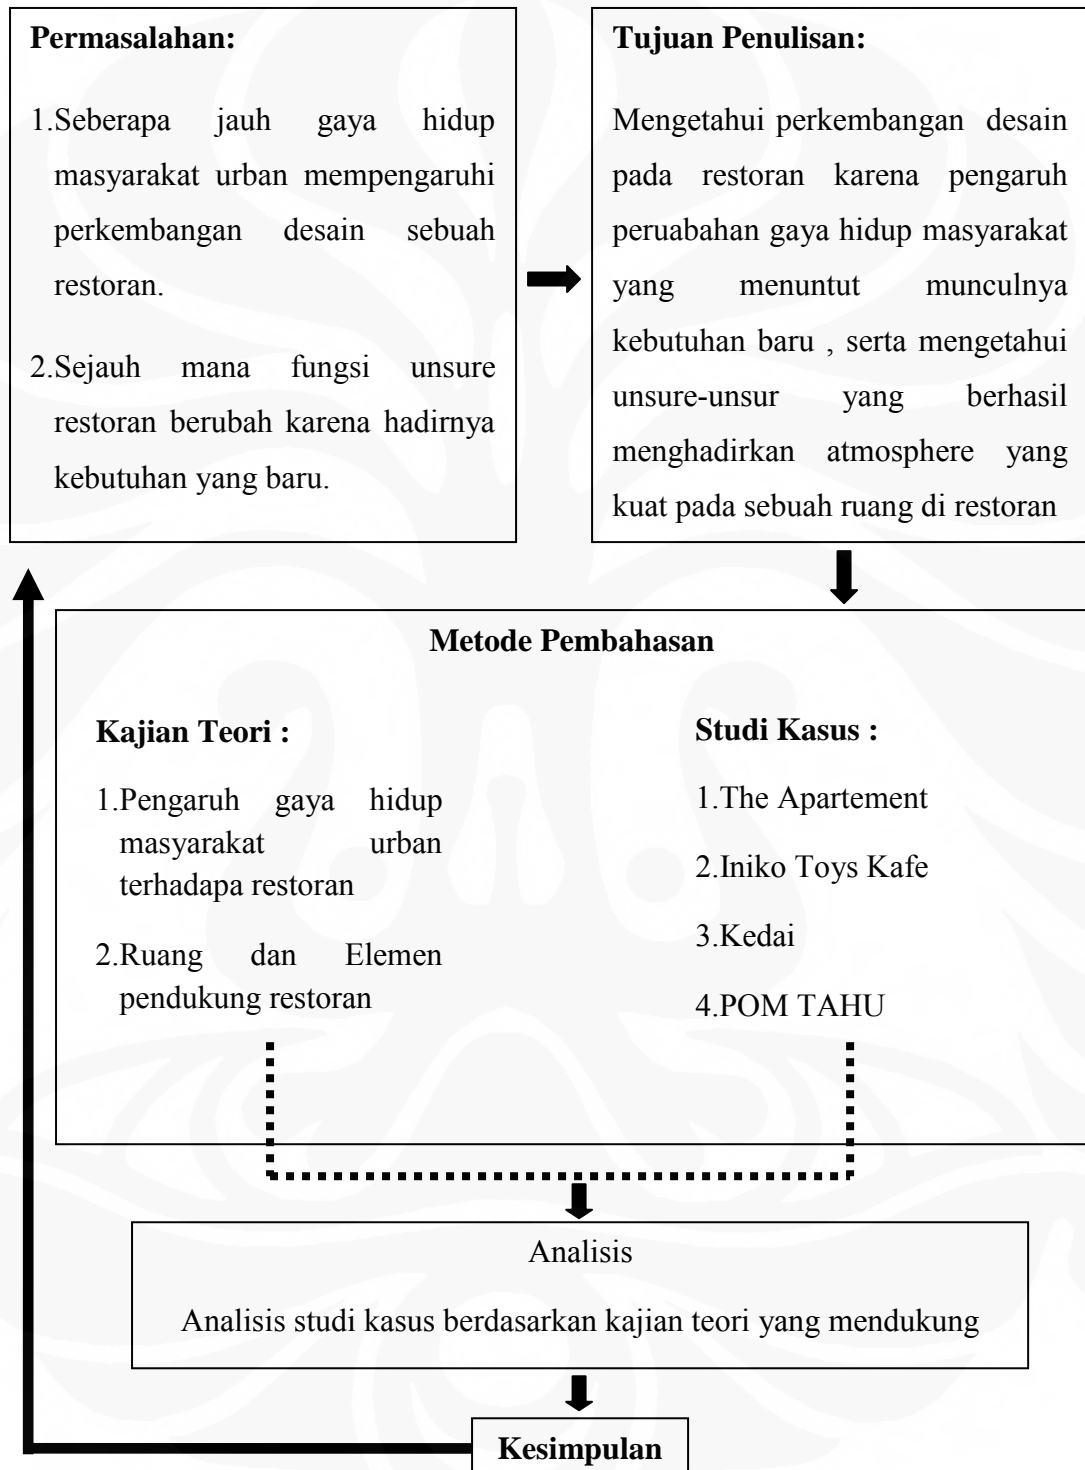 Permasalahan:
1.Seberapa jauh gaya hidup
masyarakat urban mempengaruhi
perkembangan desain sebuah
restoran.
2.Sejauh mana fungsi unsure
restoran berubah karena hadirnya
kebutuhan yang baru.
Tujuan Penulisan:
Mengetahui perkembangan desain
pada restoran karena pengaruh
peruabahan gaya hidup masyarakat
yang menuntut munculnya
kebutuhan baru , serta mengetahui
unsure-unsur yang berhasil
menghadirkan atmosphere yang
kuat pada sebuah ruang di restoran
Metode Pembahasan
Kajian Teori :
1.Pengaruh gaya hidup
masyarakat urban
terhadapa restoran
2.Ruang dan Elemen
pendukung restoran
Studi Kasus :
1.The Apartement
2.Iniko Toys Kafe
3.Kedai
4.POM TAHU
Analisis
Analisis studi kasus berdasarkan kajian teori yang mendukung
Kesimpulan